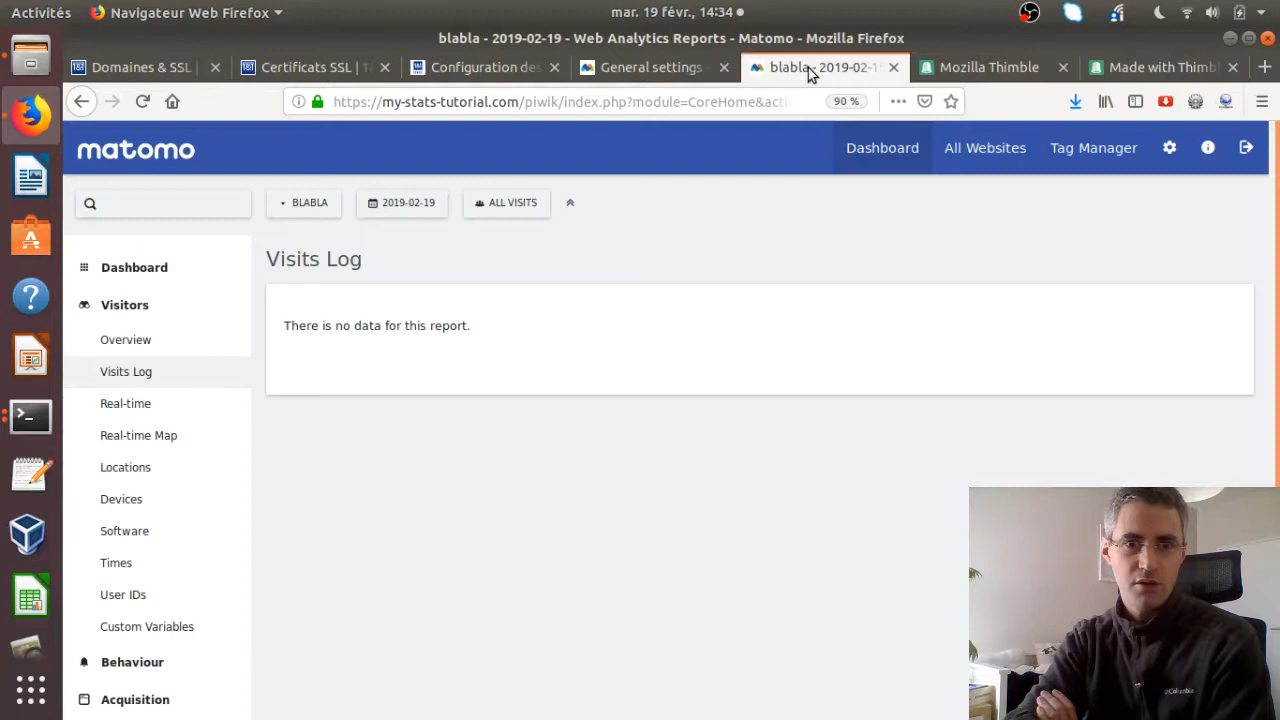 Activités
Navigateur Web Firefox
mar. 19 févr., 14:34
blabla - 2019-02-19 - Web Analytics Reports - Matomo - Mozilla Firefox
Domaines & SSL |
Certificats SSL |
Configuration des
General settings -
blabla - 2019-02-1
Mozilla Thimble
Made with Thimbl
https://my-stats-tutorial.com/piwik/index.php?module=CoreHome&acti
90 %
matomo
Dashboard
All Websites
Tag Manager
BLABLA
2019-02-19
ALL VISITS
Visits Log
There is no data for this report.
Dashboard
Visitors
Overview
Visits Log
Real-time
Real-time Map
Locations
Devices
Software
Times
User IDs
Custom Variables
Behaviour
Acquisition
Columbia